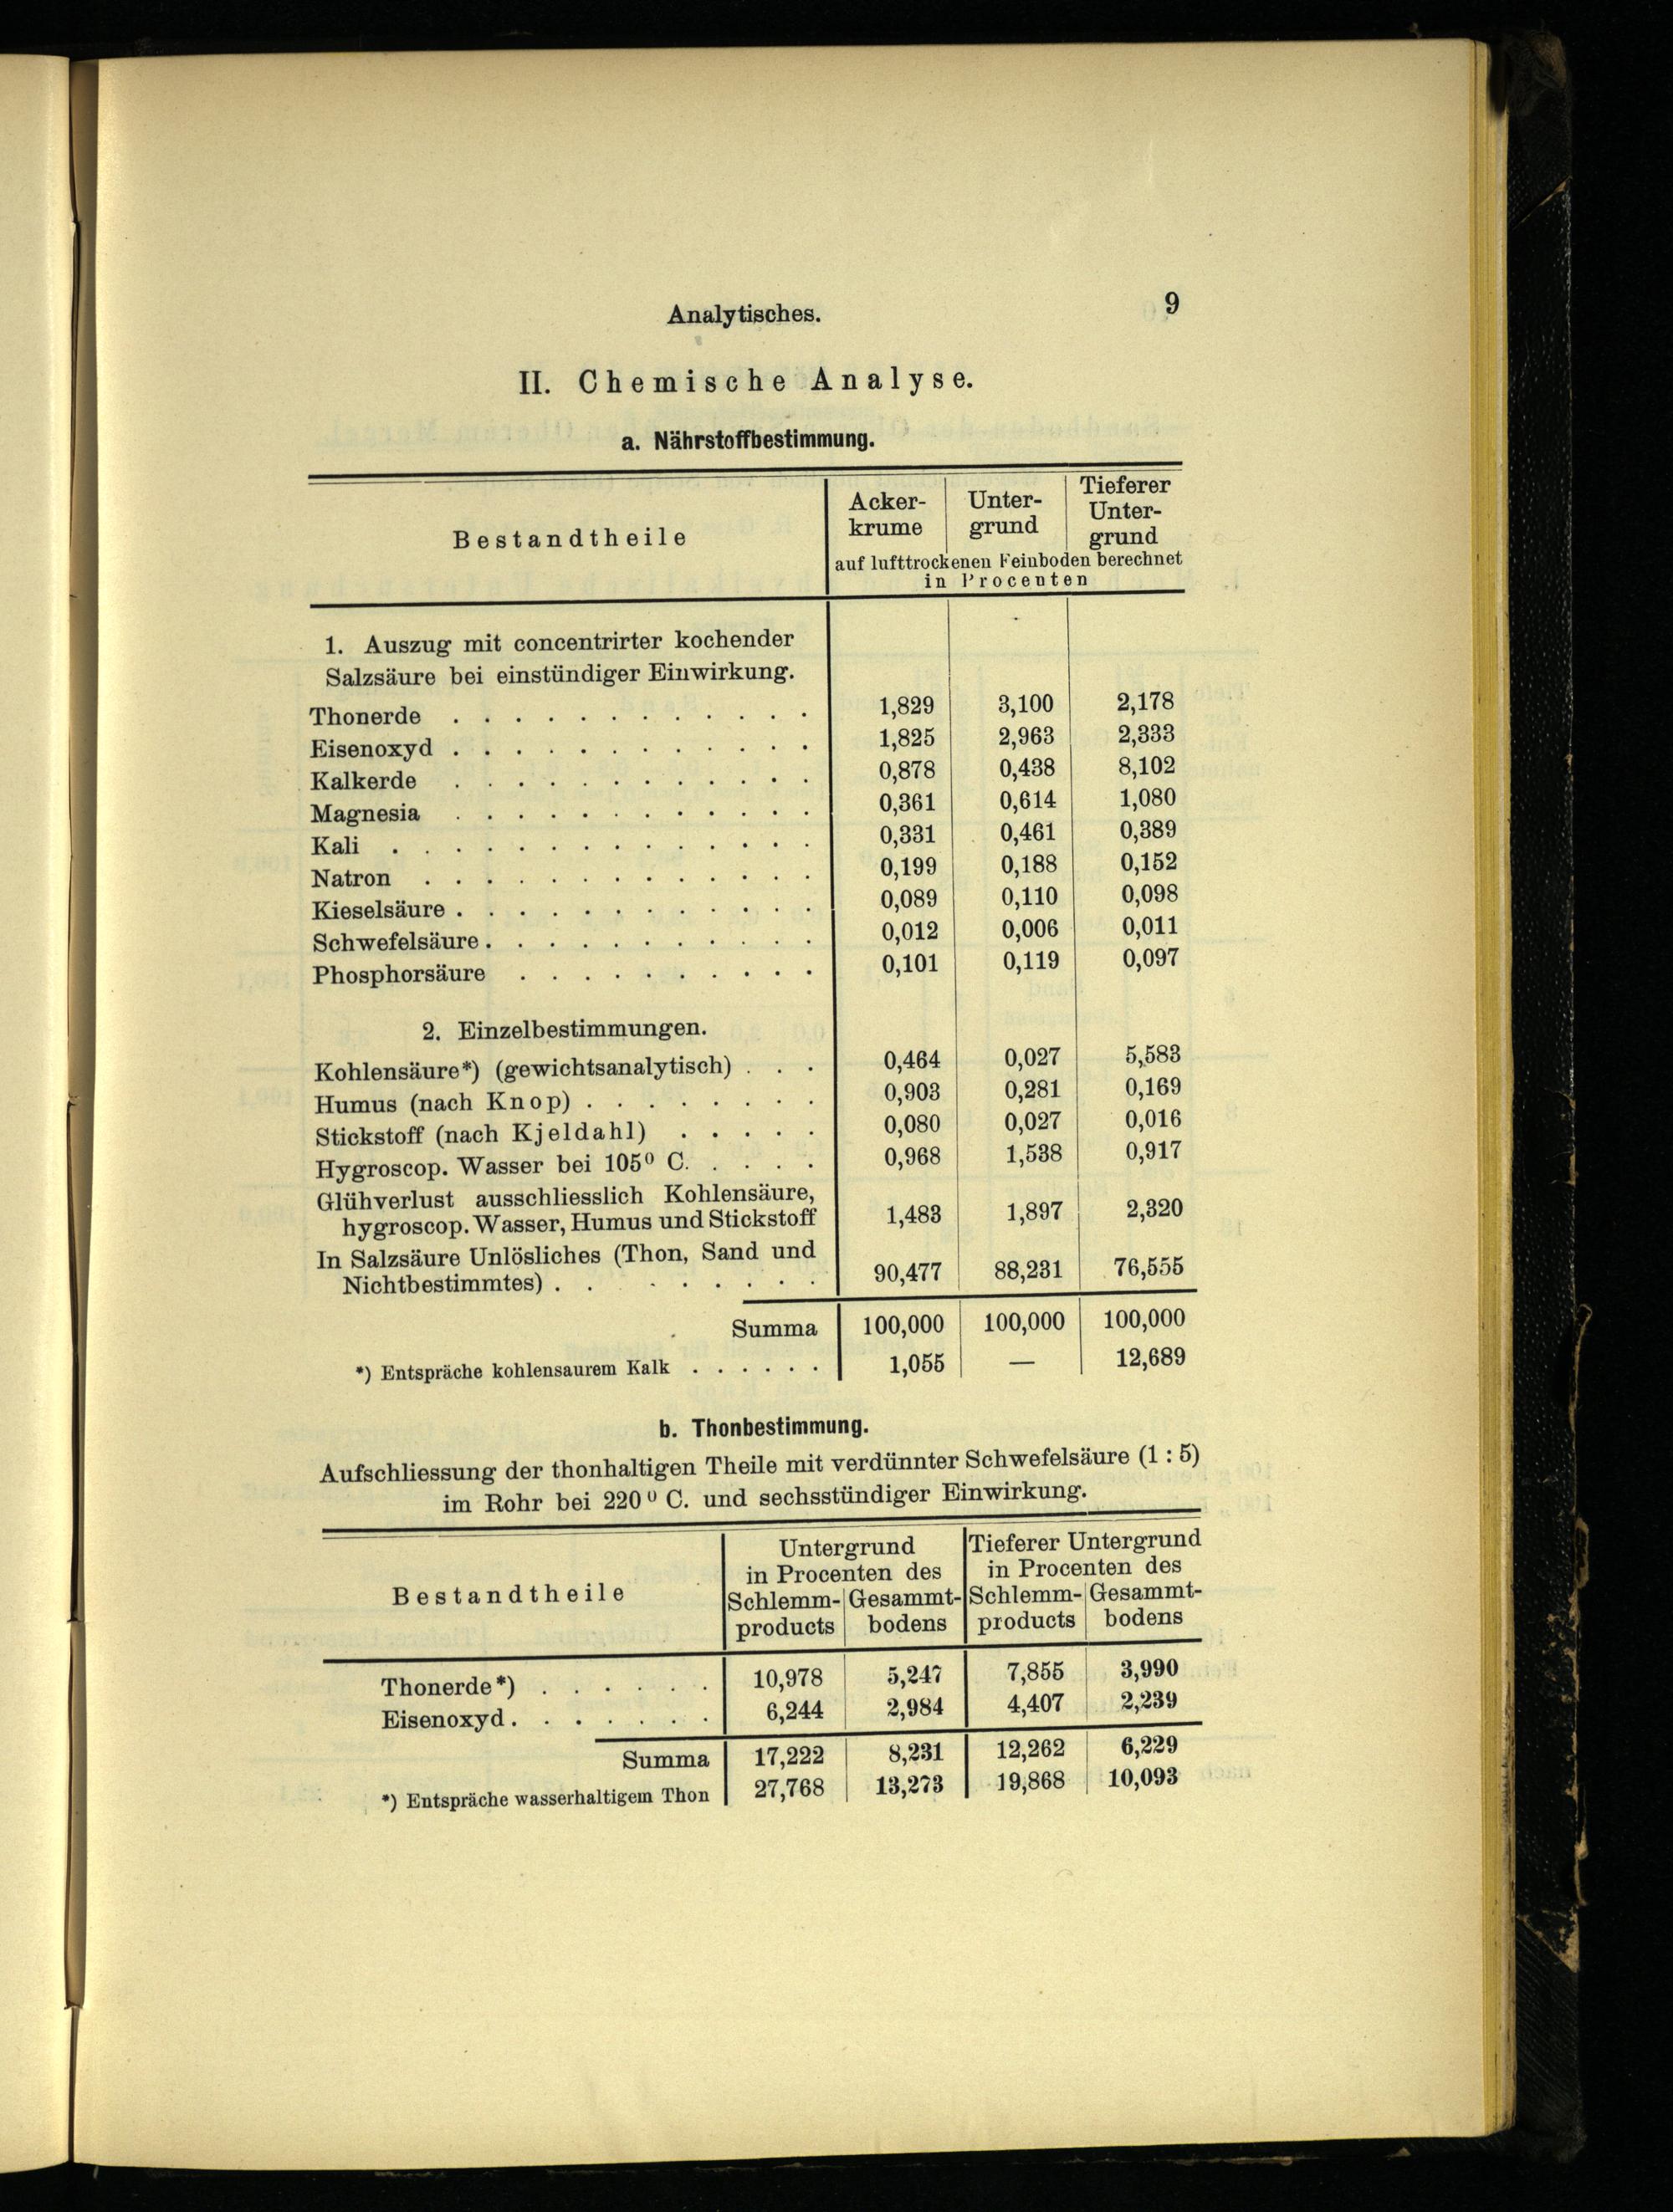 Analytisches. 9
II. Chemische Analyse.
a. Nährstoffbestimmung.
Bestandtheile Acker-krume Unter-grund Tieferer Unter-grund
auf lufttrockenen Feinboden berechnet
in Procenten
1. Auszug mit concentrirter kochender
Salzsäure bei einstündiger Einwirkung.
Thonerde . . . . . . . . . . . . 1,829 3,100 2,178
Eisenoxyd . . . . . . . . . . . . 1,825 2,963 2,333
Kalkerde . . . . . . . . . . . . 0,878 0,438 8,102
Magnesia . . . . . . . . . . . . 0,361 0,614 1,080
Kali . . . . . . . . . . . . . . 0,331 0,461 0,389
Natron . . . . . . . . . . . . . 0,199 0,188 0,152
Kieselsäure . . . . . . . . . . . . 0,089 0,110 0,098
Schwefelsäure . . . . . . . . . . . 0,012 0,006 0,011
Phosphorsäure . . . . . . . . . . 0,101 0,119 0,097
2. Einzelbestimmungen.
Kohlensäure*) (gewichtsanalytisch) . . . 0,464 0,027 5,583
Humus (nach Knop) . . . . . . . . 0,903 0,281 0,169
Stickstoff (nach Kjeldahl) . . . . . 0,080 0,027 0,016
Hygroscop. Wasser bei 105° C. . . . . 0,968 1,538 0,917
Glühverlust ausschliesslich Kohlensäure,
hygroscop. Wasser, Humus und Stickstoff 1,483 1,897 2,320
In Salzsäure Unlösliches (Thon, Sand und
Nichtbestimmtes) . . . . . . . . 90,477 88,231 76,555
Summa 100,000 100,000 100,000
*) Entspräche kohlensaurem Kalk . . . . . . 1,055 — 12,689
b. Thonbestimmung.
Aufschliessung der thonhaltigen Theile mit verdünnter Schwefelsäure (1 : 5)
im Rohr bei 220° C. und sechsstündiger Einwirkung.
Untergrund Tieferer Untergrund
in Procenten des in Procenten des
Bestandtheile Schlemm- Gesammt- Schlemm- Gesammt-
products bodens products bodens
Thonerde*) . . . . . . 10,978 5,247 7,855 3,990
Eisenoxyd . . . . . . . 6,244 2,984 4,407 2,239
Summa 17,222 8,231 12,262 6,229
*) Entspräche wasserhaltigem Thon 27,768 13,273 19,868 10,093